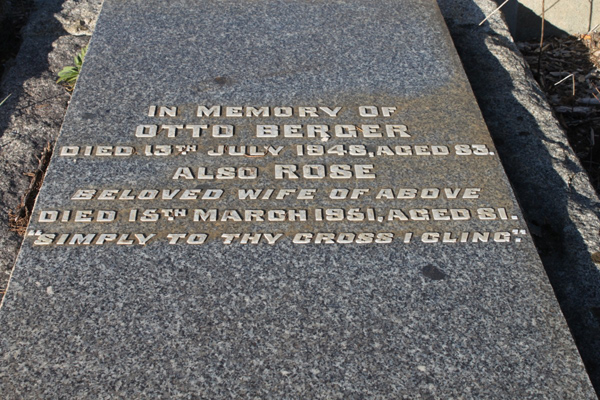 IN MEMORY OF
OTTO BERGER
DIED 13TH JULY 1948, AGED 83.
ALSO ROSE
BELOVED WIFE OF ABOVE
DIED 15TH MARCH 1951, AGED 81.
"SIMPLY TO THY CROSS I CLING".